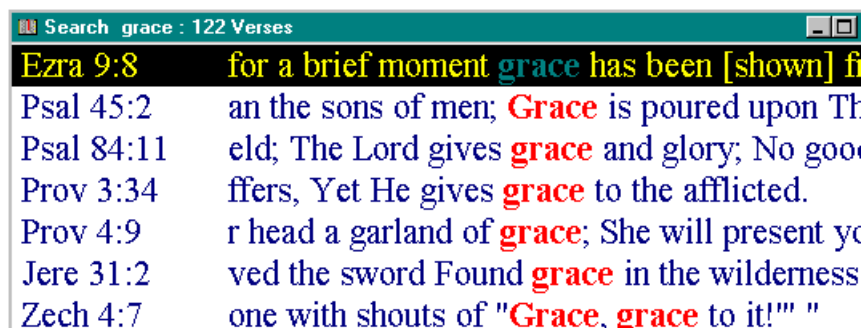 Search grace : 122 Verses
Ezra 9:8 for a brief moment grace has been [shown]
Psal 45:2 an the sons of men; Grace is poured upon
Psal 84:11 eld; The Lord gives grace and glory; No
Prov 3:34 ffers, Yet He gives grace to the afflicted.
Prov 4:9 r head a garland of grace; She will present
Jere 31:2 ved the sword Found grace in the wilderness
Zech 4:7 one with shouts of "Grace, grace to it!'" "